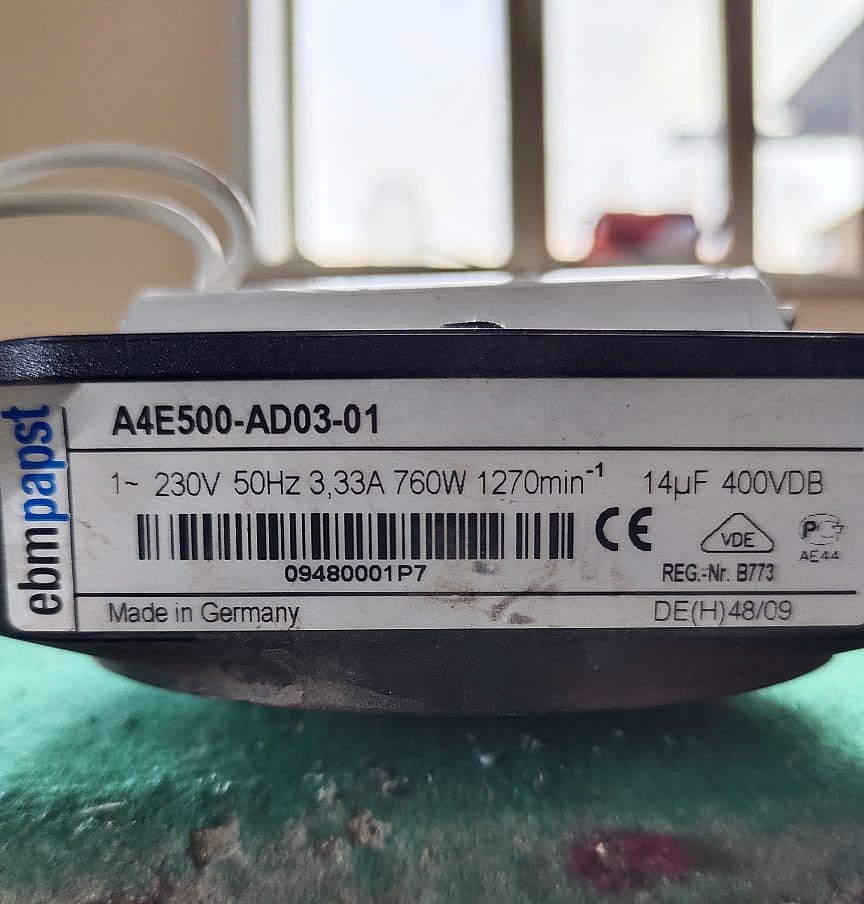 ebmpapst
A4E500-AD03-01
1~ 230V 50Hz 3,33A 760W 1270min⁻¹ 14µF 400VDB
CE
VDE
09480001P7
REG.-Nr. B773
AE44
Made in Germany
DE(H)48/09